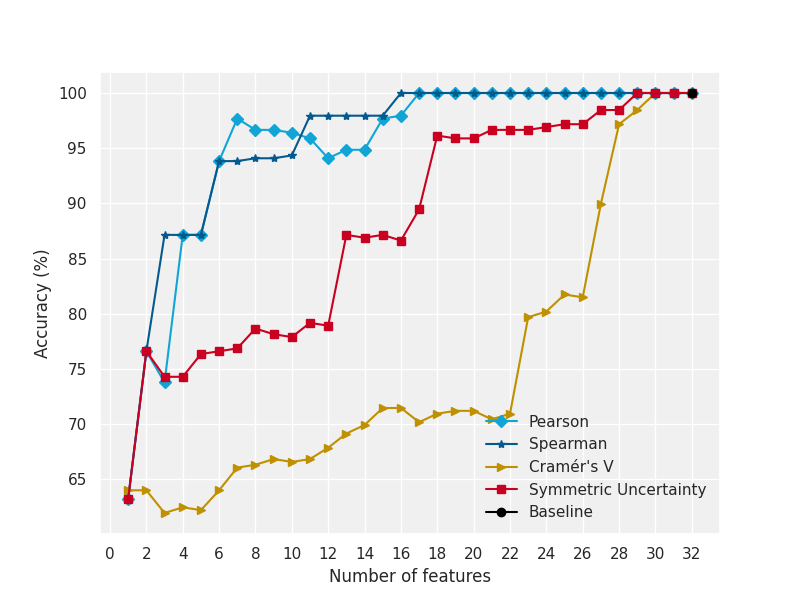 100
95
90
85
80
75
70
65
Accuracy (%)
Pearson
Spearman
Cramér's V
Symmetric Uncertainty
Baseline
0 2 4 6 8 10 12 14 16 18 20 22 24 26 28 30 32
Number of features